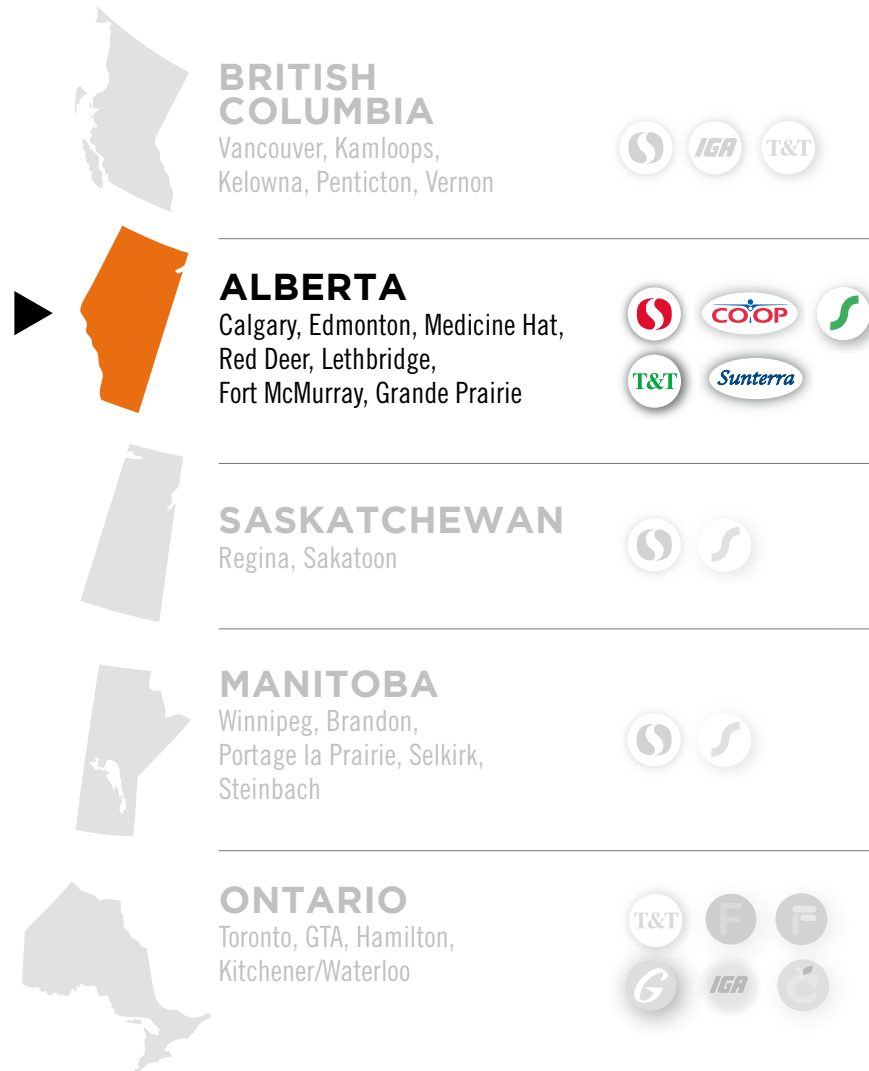 BRITISH
COLUMBIA
Vancouver, Kamloops,
Kelowna, Penticton, Vernon
IGA T&T
ALBERTA
Calgary, Edmonton, Medicine Hat,
Red Deer, Lethbridge,
Fort McMurray, Grande Prairie
CO-OP
T&T Sunterra
SASKATCHEWAN
Regina, Sakatoon
MANITOBA
Winnipeg, Brandon,
Portage la Prairie, Selkirk,
Steinbach
ONTARIO
Toronto, GTA, Hamilton,
Kitchener/Waterloo
T&T F F
G IGA